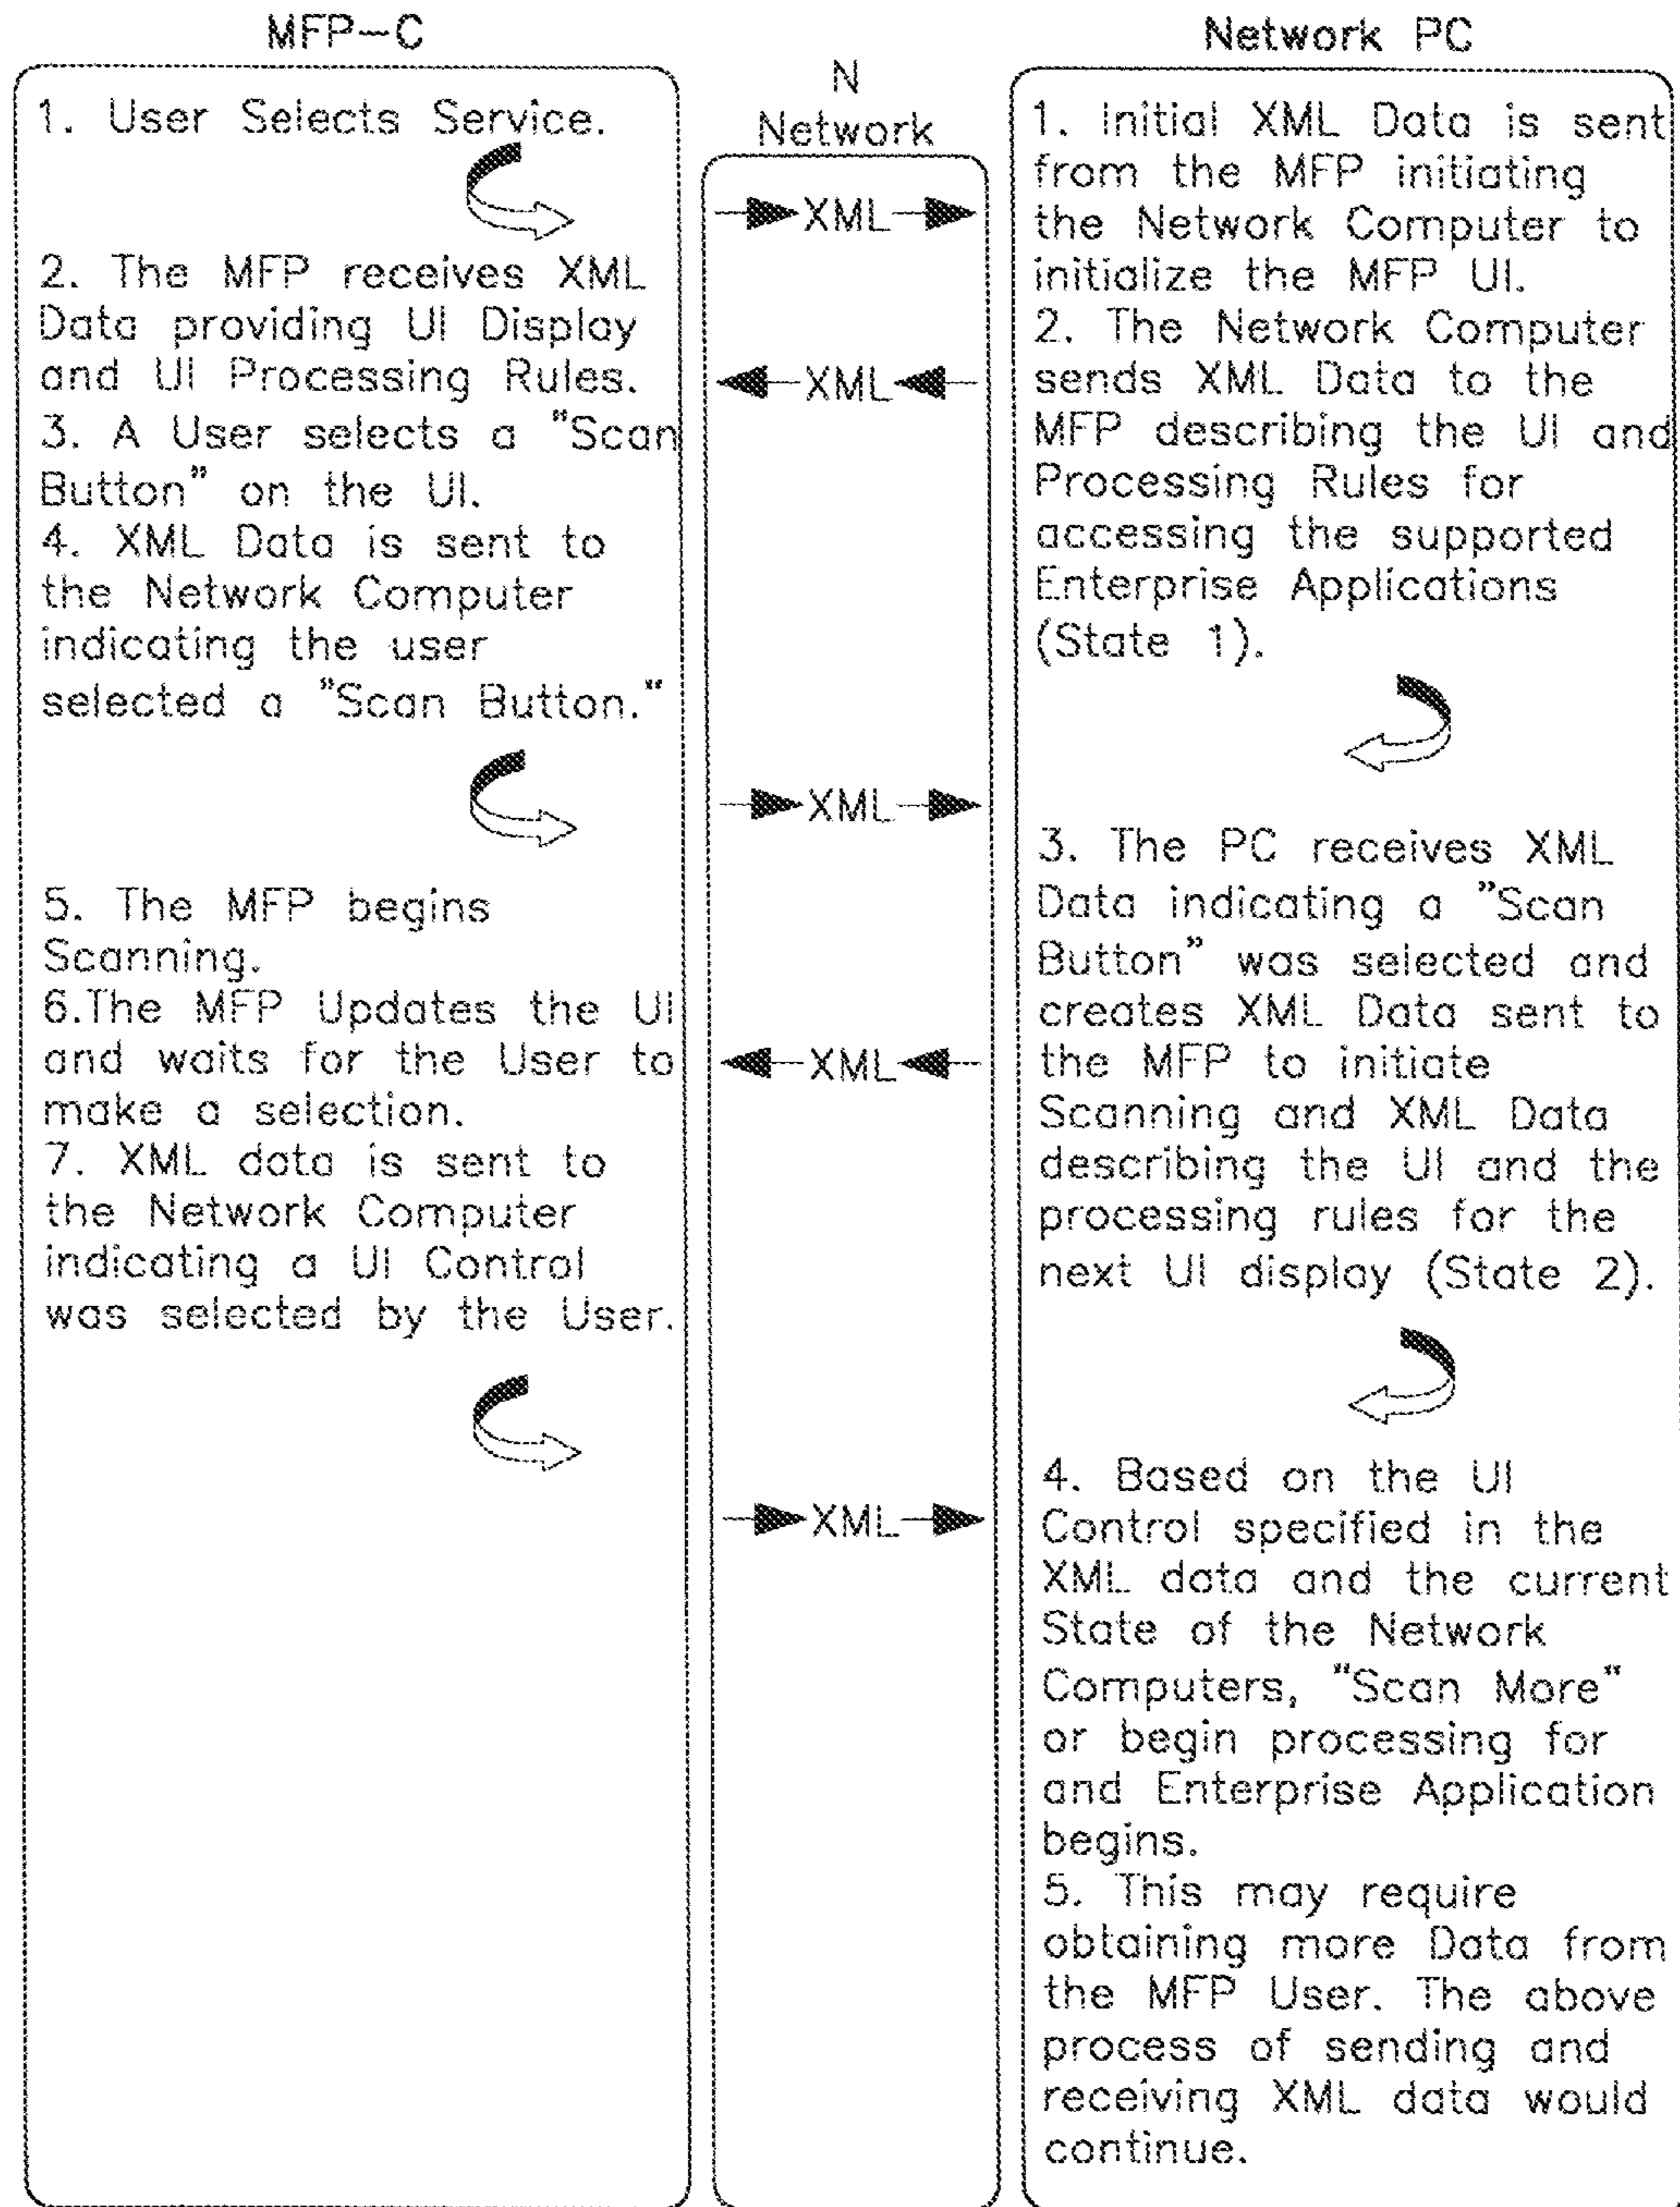 MFP-C
1. User Selects Service.
2. The MFP receives XML
Data providing UI Display
and UI Processing Rules.
3. A User selects a "Scan
Button" on the UI.
4. XML Data is sent to
the Network Computer
indicating the user
selected a "Scan Button."
5. The MFP begins
Scanning.
6.The MFP Updates the UI
and waits for the User to
make a selection.
7. XML data is sent to
the Network Computer
indicating a UI Control
was selected by the User.
N
Network
XML
XML
XML
XML
XML
Network PC
1. Initial XML Data is sent
from the MFP initiating
the Network Computer to
initialize the MFP UI.
2. The Network Computer
sends XML Data to the
MFP describing the UI and
Processing Rules for
accessing the supported
Enterprise Applications
(State 1).
3. The PC receives XML
Data indicating a "Scan
Button" was selected and
creates XML Data sent to
the MFP to initiate
Scanning and XML Data
describing the UI and the
processing rules for the
next UI display (State 2).
4. Based on the UI
Control specified in the
XML data and the current
State of the Network
Computers, "Scan More"
or begin processing for
and Enterprise Application
begins.
5. This may require
obtaining more Data from
the MFP User. The above
process of sending and
receiving XML data would
continue.